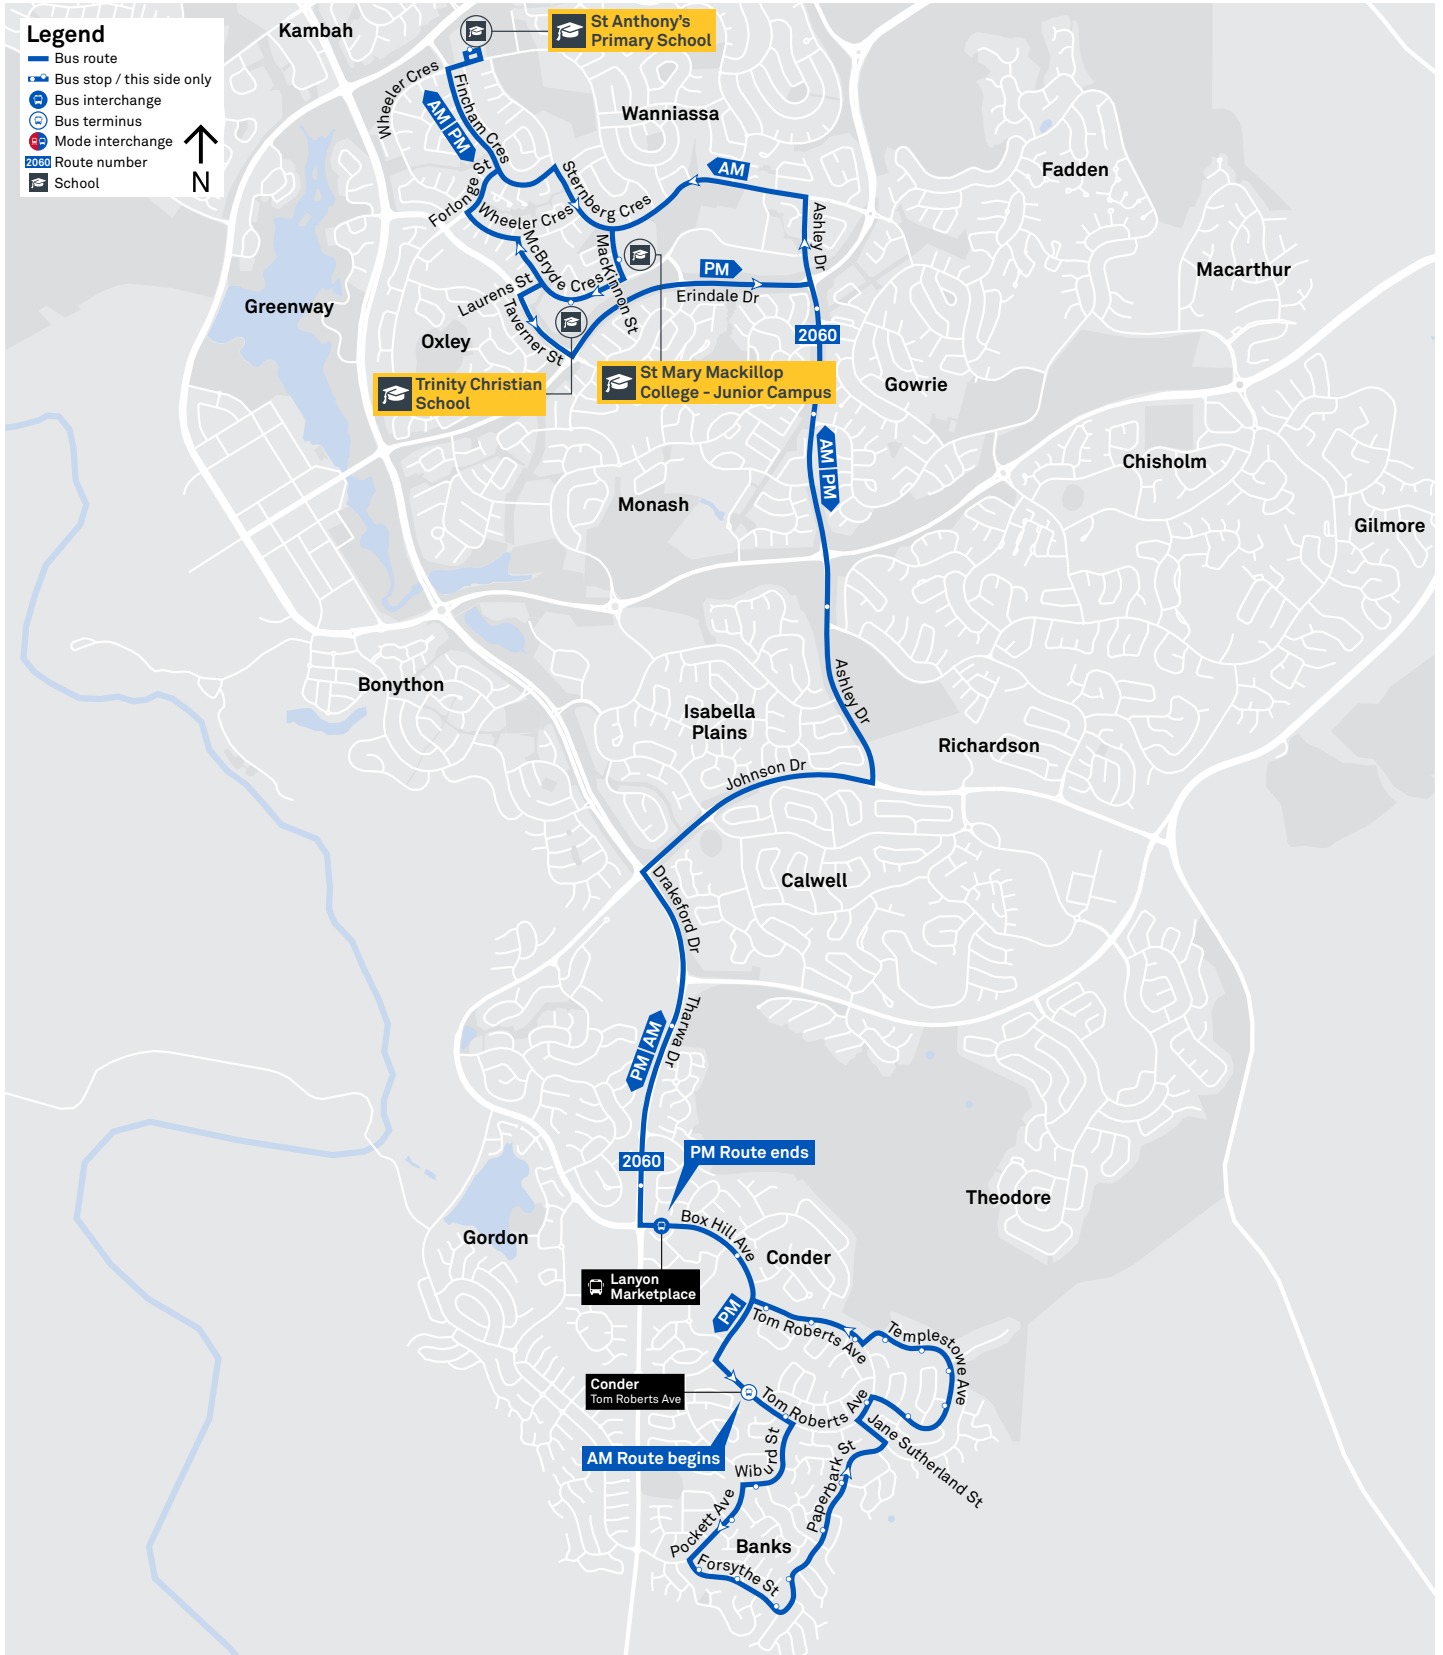 Legend
Bus route
Bus stop / this side only
Bus interchange
Bus terminus
Mode interchange
2060 Route number
School
N
Kambah
St Anthony's
Primary School
Wheeler Cres
Fincham Cres
AM | PM
Wanniassa
Fadden
Macarthur
AM
Sternberg Cres
Forlonge St
Wheeler Cres
McBryde Cres
MacKinnon St
Ashley Dr
PM
Erindale Dr
Laurens St
Taverner St
Greenway
Oxley
2060
Trinity Christian
School
St Mary Mackillop
College - Junior Campus
Gowrie
AM | PM
Chisholm
Monash
Gilmore
Bonython
Ashley Dr
Isabella
Plains
Richardson
Johnson Dr
Calwell
Drakeford Dr
Tharwa Dr
PM | AM
2060
PM Route ends
Theodore
Gordon
Box Hill Ave
Conder
Lanyon
Marketplace
PM
Tom Roberts Ave
Templestowe Ave
Conder
Tom Roberts Ave
Tom Roberts Ave
Jane Sutherland St
AM Route begins
Wiburd St
Paperbark St
Pockett Ave
Banks
Forsythe St